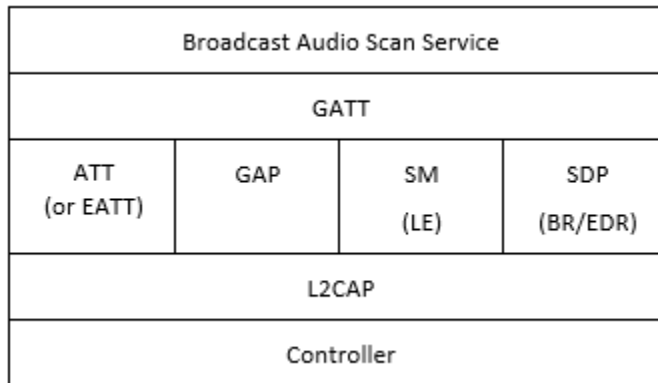 Broadcast Audio Scan Service
GATT
ATT
(or EATT)
GAP
SM
(LE)
SDP
(BR/EDR)
L2CAP
Controller